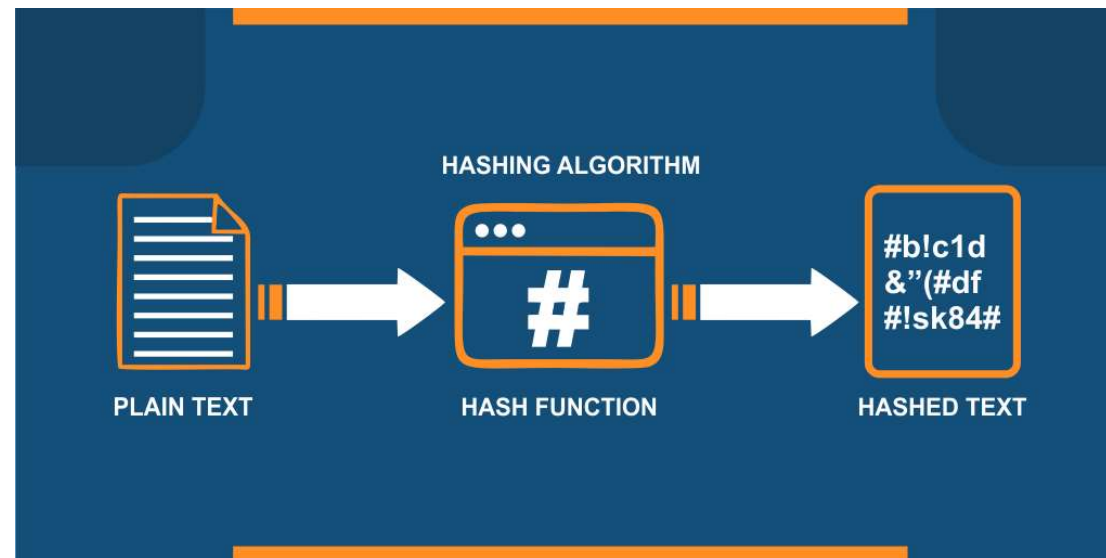 HASHING ALGORITHM
#
#b!c1d
&”(#df
#!sk84#
PLAIN TEXT
HASH FUNCTION
HASHED TEXT